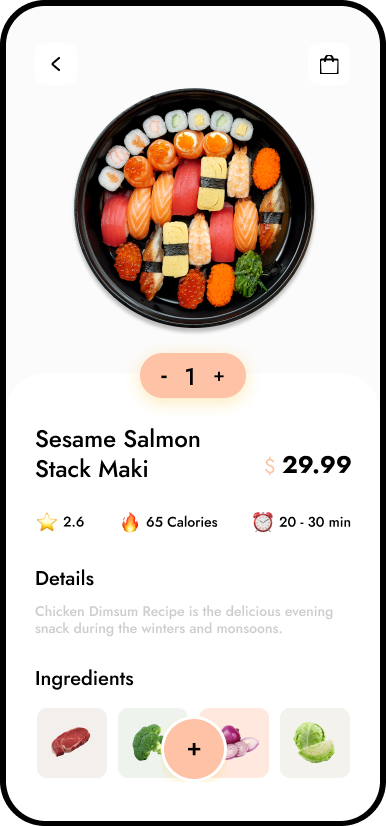 - 1 +
Sesame Salmon
Stack Maki
$ 29.99
2.6
65 Calories
20 - 30 min
Details
Chicken Dimsum Recipe is the delicious evening
snack during the winters and monsoons.
Ingredients
+